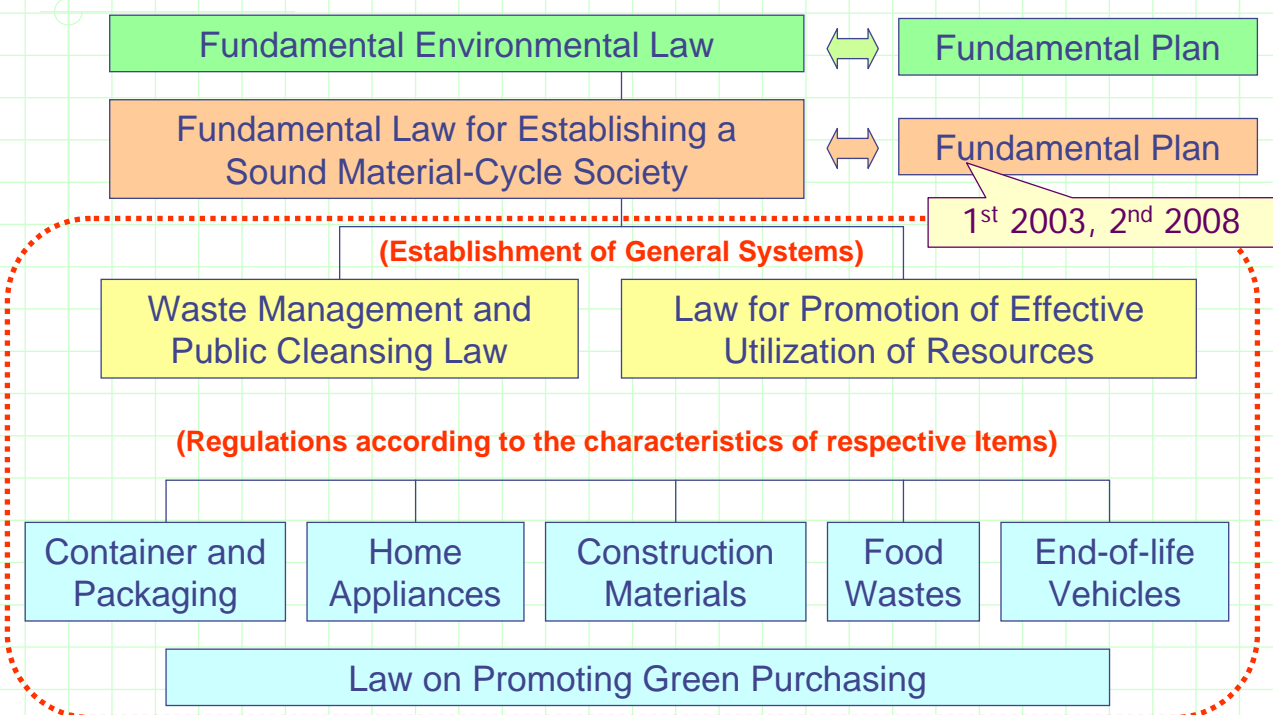 Fundamental Environmental Law
Fundamental Plan
Fundamental Law for Establishing a
Sound Material-Cycle Society
Fundamental Plan
1st 2003, 2nd 2008
(Establishment of General Systems)
Waste Management and
Public Cleansing Law
Law for Promotion of Effective
Utilization of Resources
(Regulations according to the characteristics of respective Items)
Container and
Packaging
Home
Appliances
Construction
Materials
Food
Wastes
End-of-life
Vehicles
Law on Promoting Green Purchasing